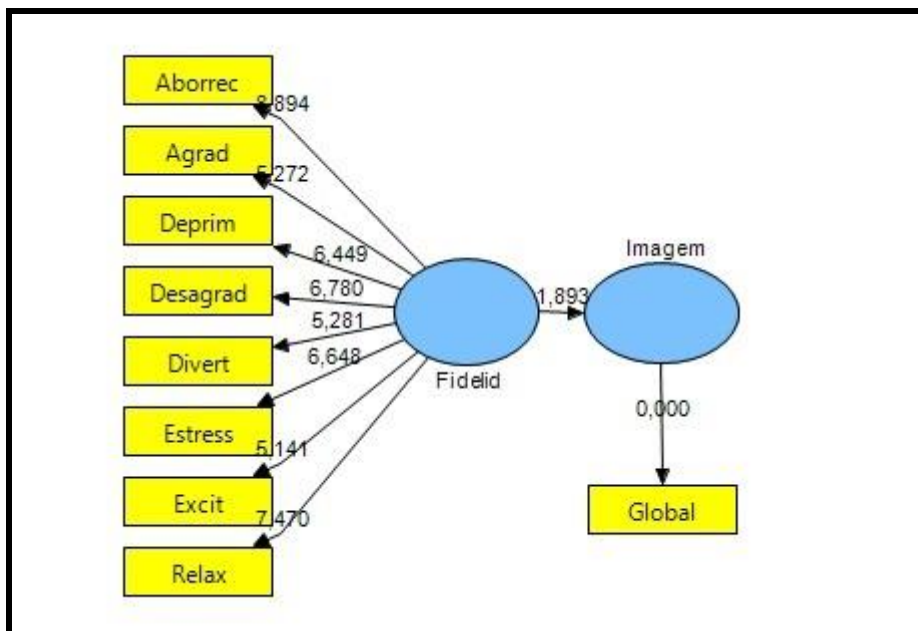 Aborrec
8,894
Agrad
5,272
Deprim
6,449
Desagrad
6,780
Divert
5,281
Estress
6,648
Excit
5,141
Relax
7,470
Fidelid
1,893
Imagem
0,000
Global